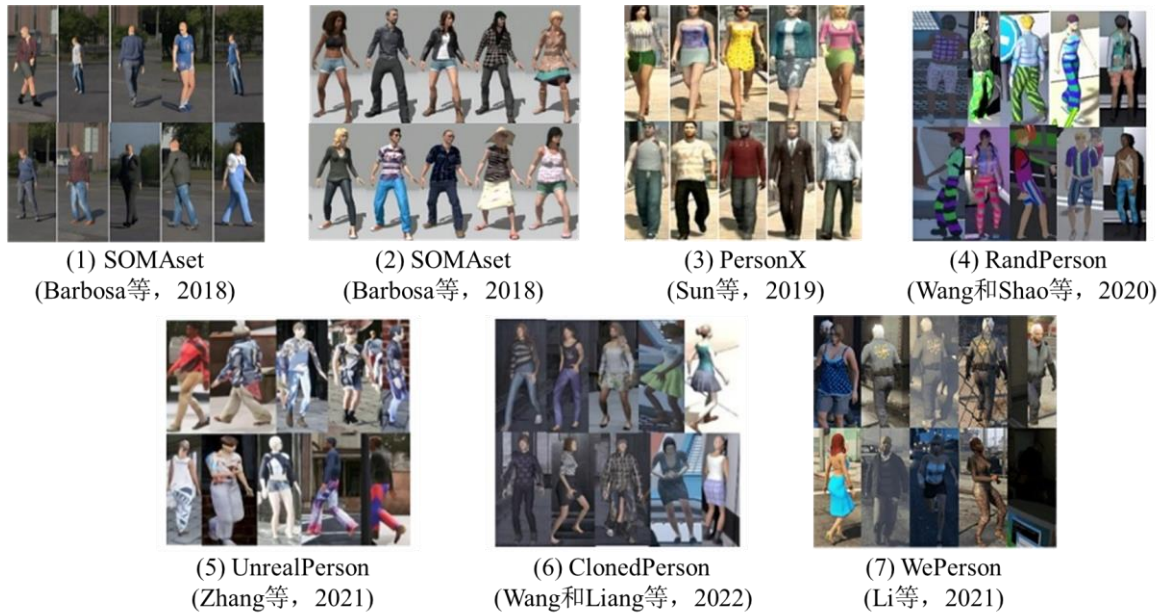 (1) SOMAset
(Barbosa等，2018)
(2) SOMAset
(Barbosa等，2018)
(3) PersonX
(Sun等，2019)
(4) RandPerson
(Wang和Shao等，2020)
(5) UnrealPerson
(Zhang等，2021)
(6) ClonedPerson
(Wang和Liang等，2022)
(7) WePerson
(Li等，2021)